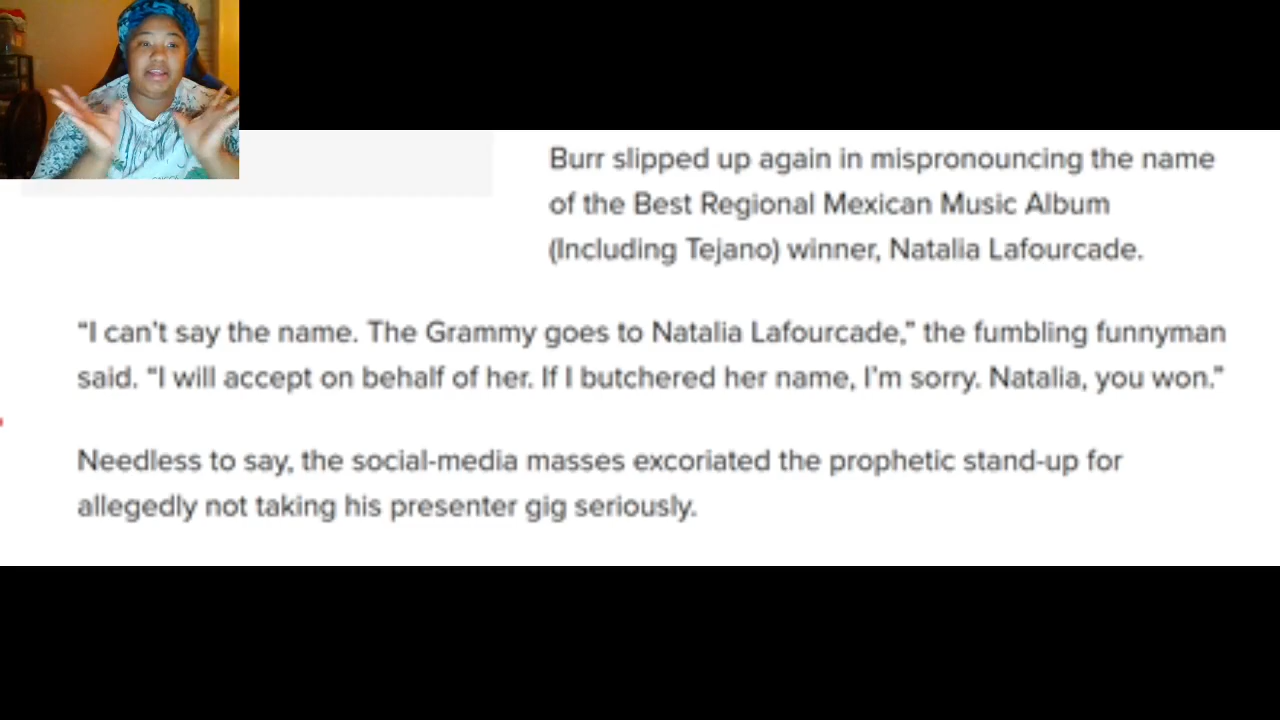 Burr slipped up again in mispronouncing the name
of the Best Regional Mexican Music Album
(Including Tejano) winner, Natalia Lafourcade.
“I can’t say the name. The Grammy goes to Natalia Lafourcade,” the fumbling funnyman
said. “I will accept on behalf of her. If I butchered her name, I’m sorry. Natalia, you won.”
Needless to say, the social-media masses excoriated the prophetic stand-up for
allegedly not taking his presenter gig seriously.